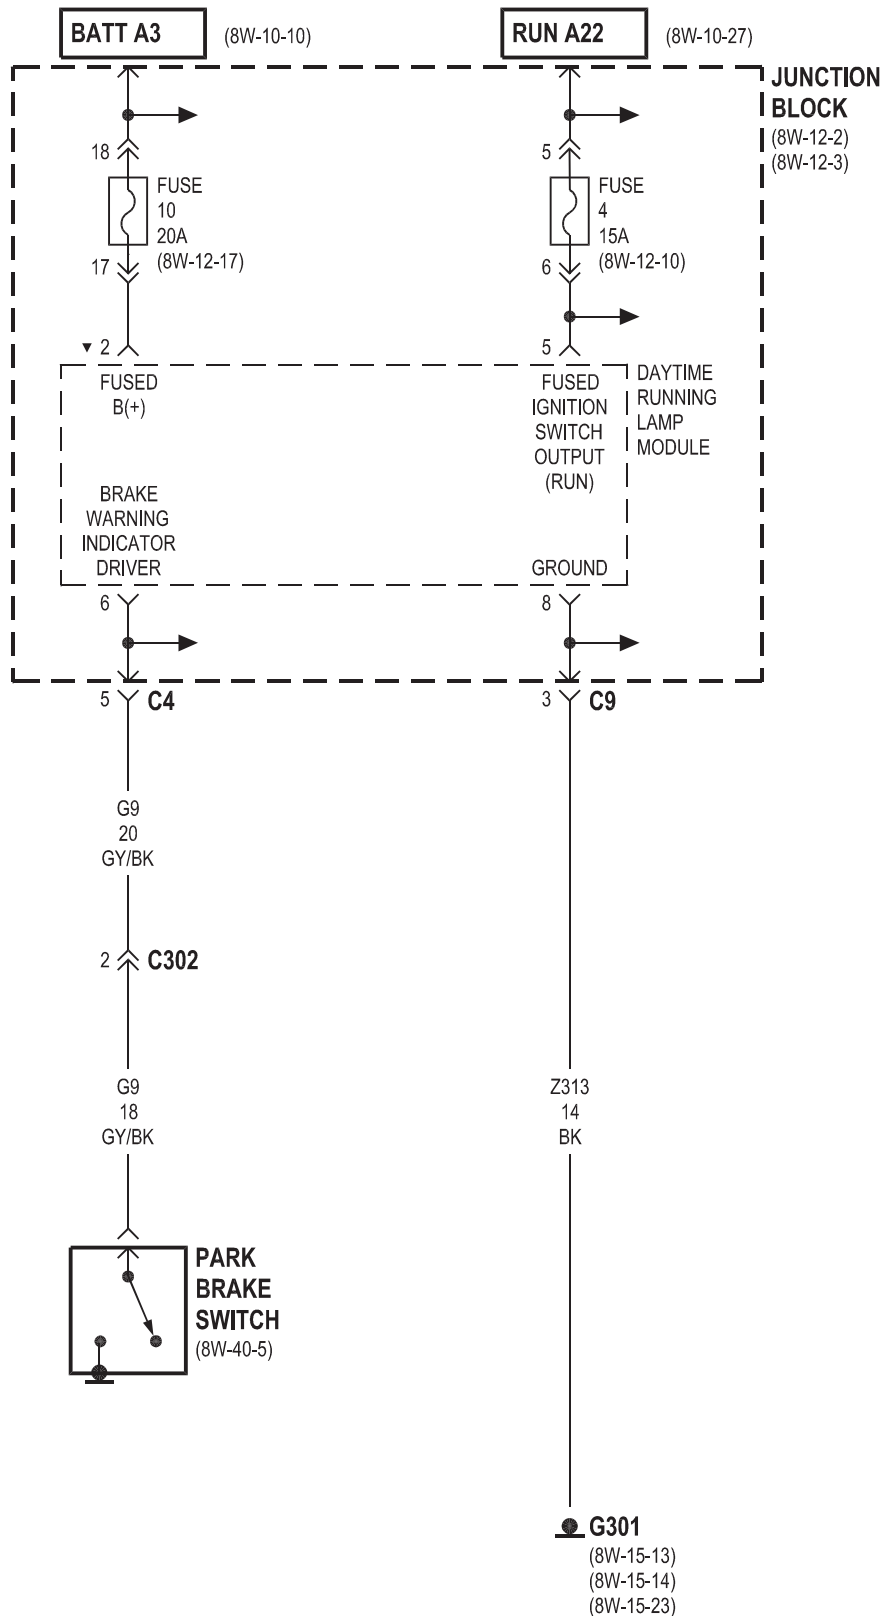 BATT A3
(8W-10-10)
RUN A22
(8W-10-27)
JUNCTION
BLOCK
(8W-12-2)
(8W-12-3)
18
FUSE
10
20A
(8W-12-17)
17
2
5
FUSE
4
15A
(8W-12-10)
6
5
FUSED
B(+)
FUSED
IGNITION
SWITCH
OUTPUT
(RUN)
DAYTIME
RUNNING
LAMP
MODULE
BRAKE
WARNING
INDICATOR
DRIVER
GROUND
6
8
5 C4
3 C9
G9
20
GY/BK
2 C302
G9
18
GY/BK
Z313
14
BK
PARK
BRAKE
SWITCH
(8W-40-5)
G301
(8W-15-13)
(8W-15-14)
(8W-15-23)